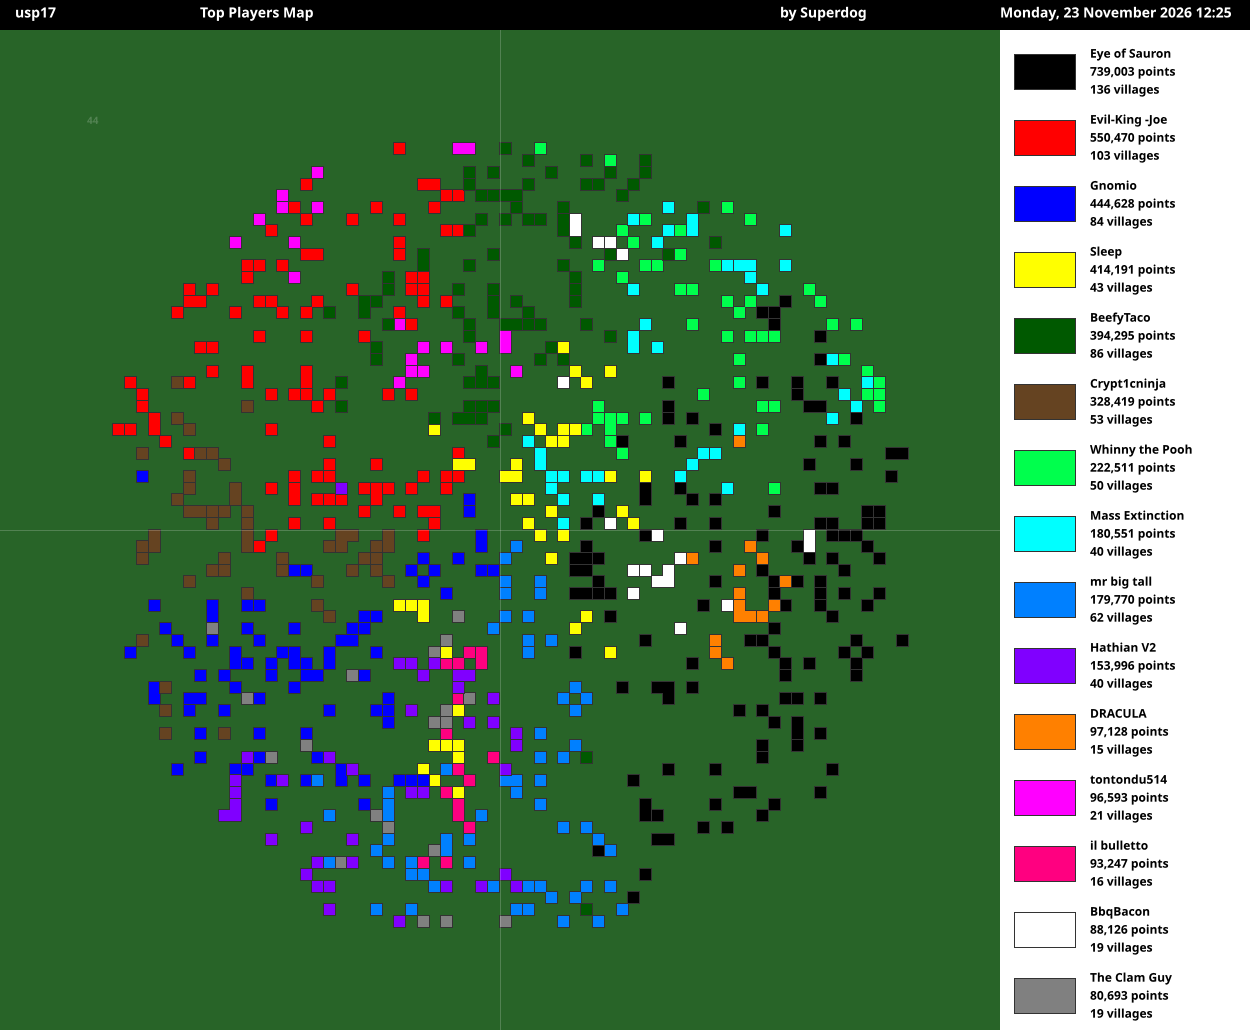 usp17 Top Players Map by Superdog Monday, 23 November 2026 12:25
44
Eye of Sauron
739,003 points
136 villages
Evil-King -Joe
550,470 points
103 villages
Gnomio
444,628 points
84 villages
Sleep
414,191 points
43 villages
BeefyTaco
394,295 points
86 villages
Crypt1cninja
328,419 points
53 villages
Whinny the Pooh
222,511 points
50 villages
Mass Extinction
180,551 points
40 villages
mr big tall
179,770 points
62 villages
Hathian V2
153,996 points
40 villages
DRACULA
97,128 points
15 villages
tontondu514
96,593 points
21 villages
il bulletto
93,247 points
16 villages
BbqBacon
88,126 points
19 villages
The Clam Guy
80,693 points
19 villages